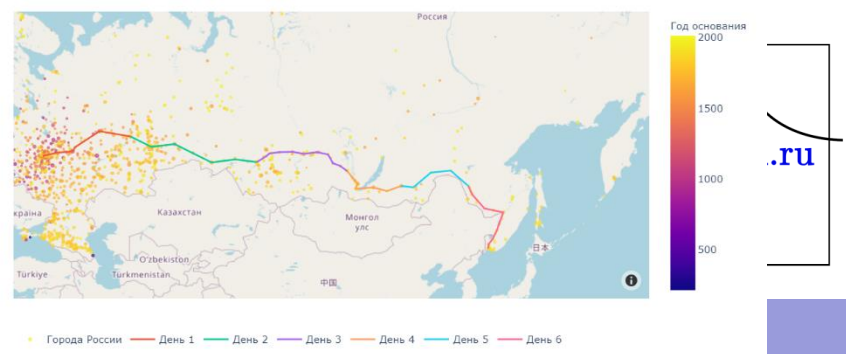 Россия
Год основания
2000
1500
1000
500
.ru
країна
Казахстан
Монгол
улс
O'zbekiston
Türkiye
Turkmenistan
中国
日本
Города России
День 1
День 2
День 3
День 4
День 5
День 6